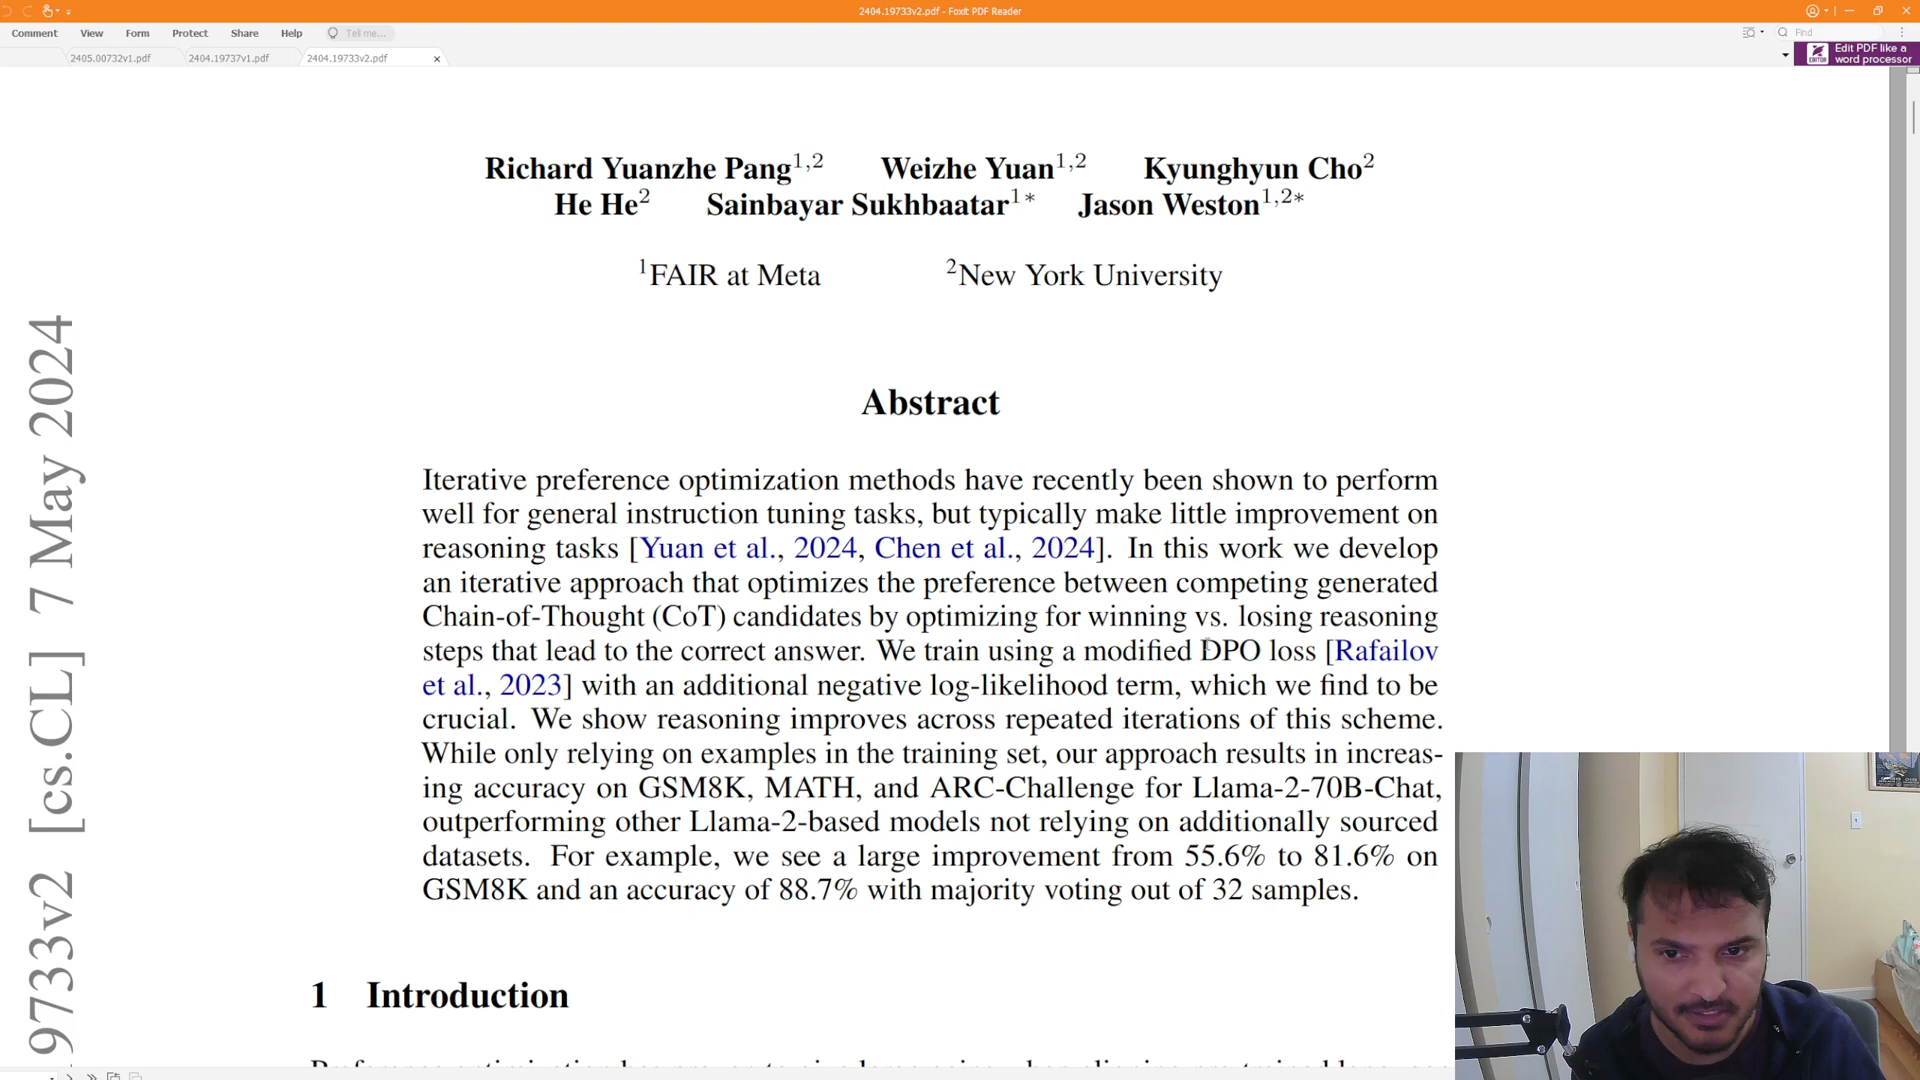 2404.19733v2.pdf - Foxit PDF Reader
Comment View Form Protect Share Help Tell me... Find
2405.00732v1.pdf 2404.19737v1.pdf 2404.19733v2.pdf
Edit PDF like a
word processor
EDITOR
Richard Yuanzhe Pang1,2 Weizhe Yuan1,2 Kyunghyun Cho2
He He2 Sainbayar Sukhbaatar1* Jason Weston1,2*
1FAIR at Meta 2New York University
9733v2 [cs.CL] 7 May 2024
Abstract
Iterative preference optimization methods have recently been shown to perform
well for general instruction tuning tasks, but typically make little improvement on
reasoning tasks [Yuan et al., 2024, Chen et al., 2024]. In this work we develop
an iterative approach that optimizes the preference between competing generated
Chain-of-Thought (CoT) candidates by optimizing for winning vs. losing reasoning
steps that lead to the correct answer. We train using a modified DPO loss [Rafailov
et al., 2023] with an additional negative log-likelihood term, which we find to be
crucial. We show reasoning improves across repeated iterations of this scheme.
While only relying on examples in the training set, our approach results in increas-
ing accuracy on GSM8K, MATH, and ARC-Challenge for Llama-2-70B-Chat,
outperforming other Llama-2-based models not relying on additionally sourced
datasets. For example, we see a large improvement from 55.6% to 81.6% on
GSM8K and an accuracy of 88.7% with majority voting out of 32 samples.
1 Introduction